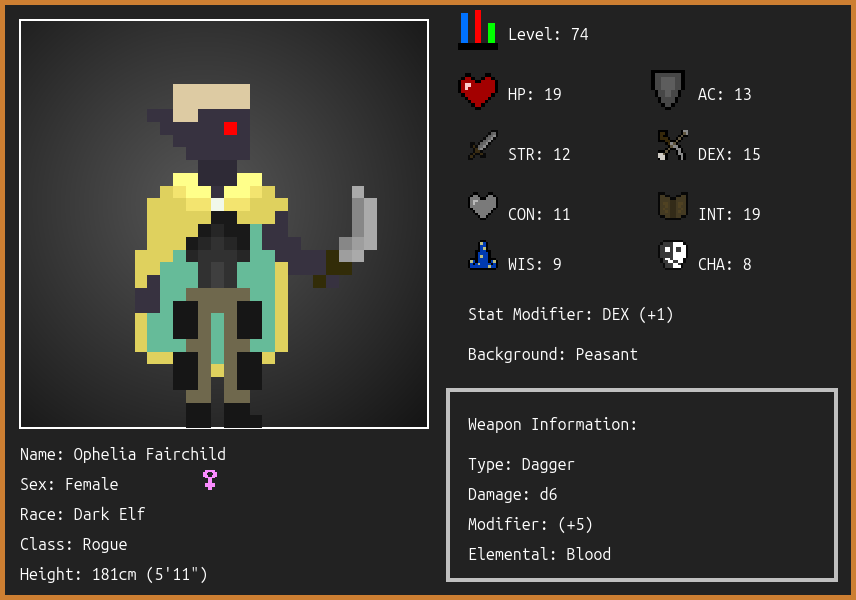 Level: 74
HP: 19
AC: 13
STR: 12
DEX: 15
CON: 11
INT: 19
WIS: 9
CHA: 8
Stat Modifier: DEX (+1)
Background: Peasant
Weapon Information:
Type: Dagger
Damage: d6
Modifier: (+5)
Elemental: Blood
Name: Ophelia Fairchild
Sex: Female
Race: Dark Elf
Class: Rogue
Height: 181cm (5'11")